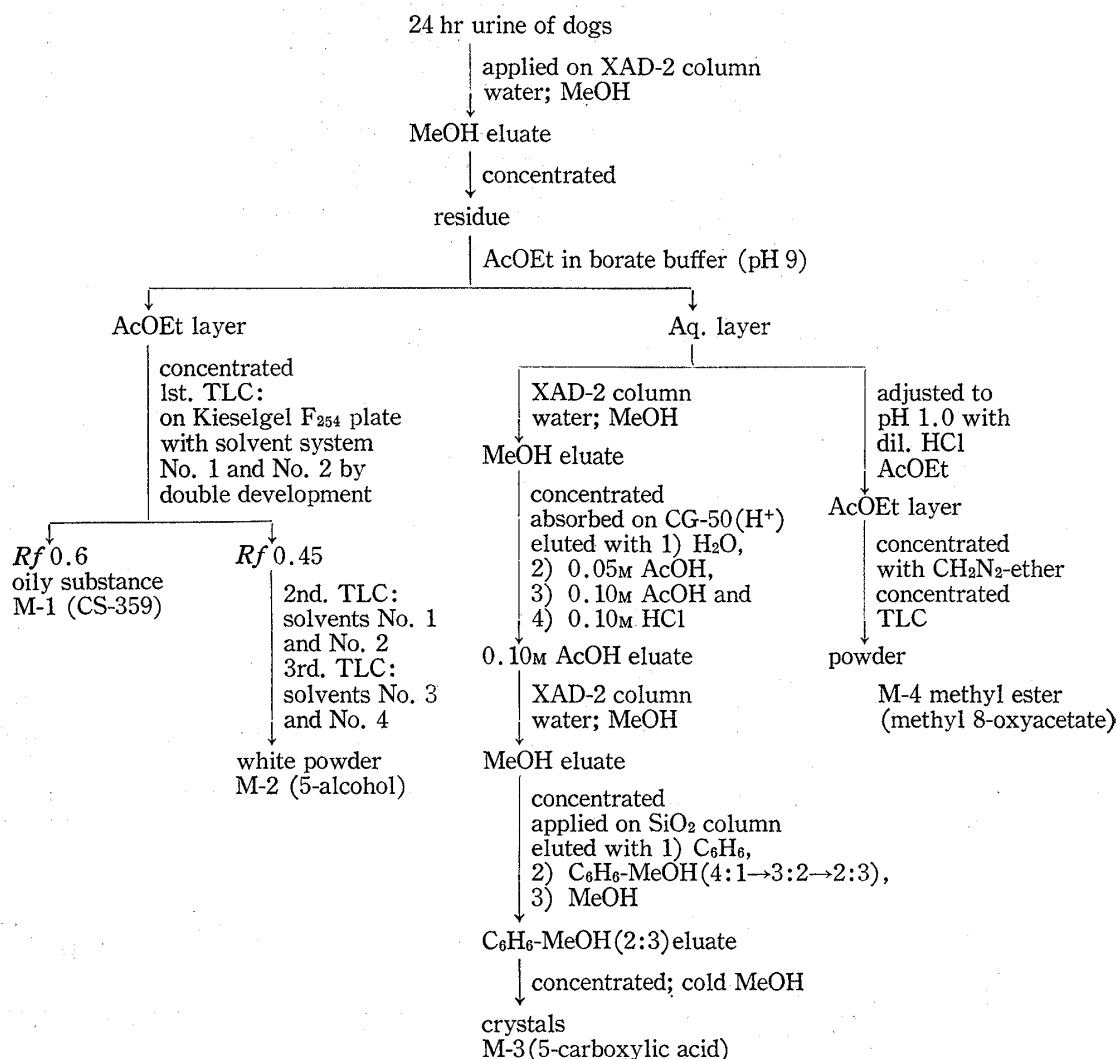 24 hr urine of dogs
applied on XAD-2 column
water; MeOH
MeOH eluate
concentrated
residue
AcOEt in borate buffer (pH 9)
AcOEt layer
concentrated
1st. TLC:
on Kieselgel F₂₅₄ plate
with solvent system
No. 1 and No. 2 by
double development
Rf 0.6
oily substance
M-1 (CS-359)
Rf 0.45
2nd. TLC:
solvents No. 1
and No. 2
3rd. TLC:
solvents No. 3
and No. 4
white powder
M-2 (5-alcohol)
Aq. layer
XAD-2 column
water; MeOH
MeOH eluate
concentrated
absorbed on CG-50(H⁺)
eluted with 1) H₂O,
2) 0.05M AcOH,
3) 0.10M AcOH and
4) 0.10M HCl
0.10M AcOH eluate
XAD-2 column
water; MeOH
MeOH eluate
concentrated
applied on SiO₂ column
eluted with 1) C₆H₆,
2) C₆H₆-MeOH(4:1→3:2→2:3),
3) MeOH
C₆H₆-MeOH(2:3)eluate
concentrated; cold MeOH
crystals
M-3(5-carboxylic acid)
adjusted to
pH 1.0 with
dil. HCl
AcOEt
AcOEt layer
concentrated
with CH₂N₂-ether
concentrated
TLC
powder
M-4 methyl ester
(methyl 8-oxyacetate)